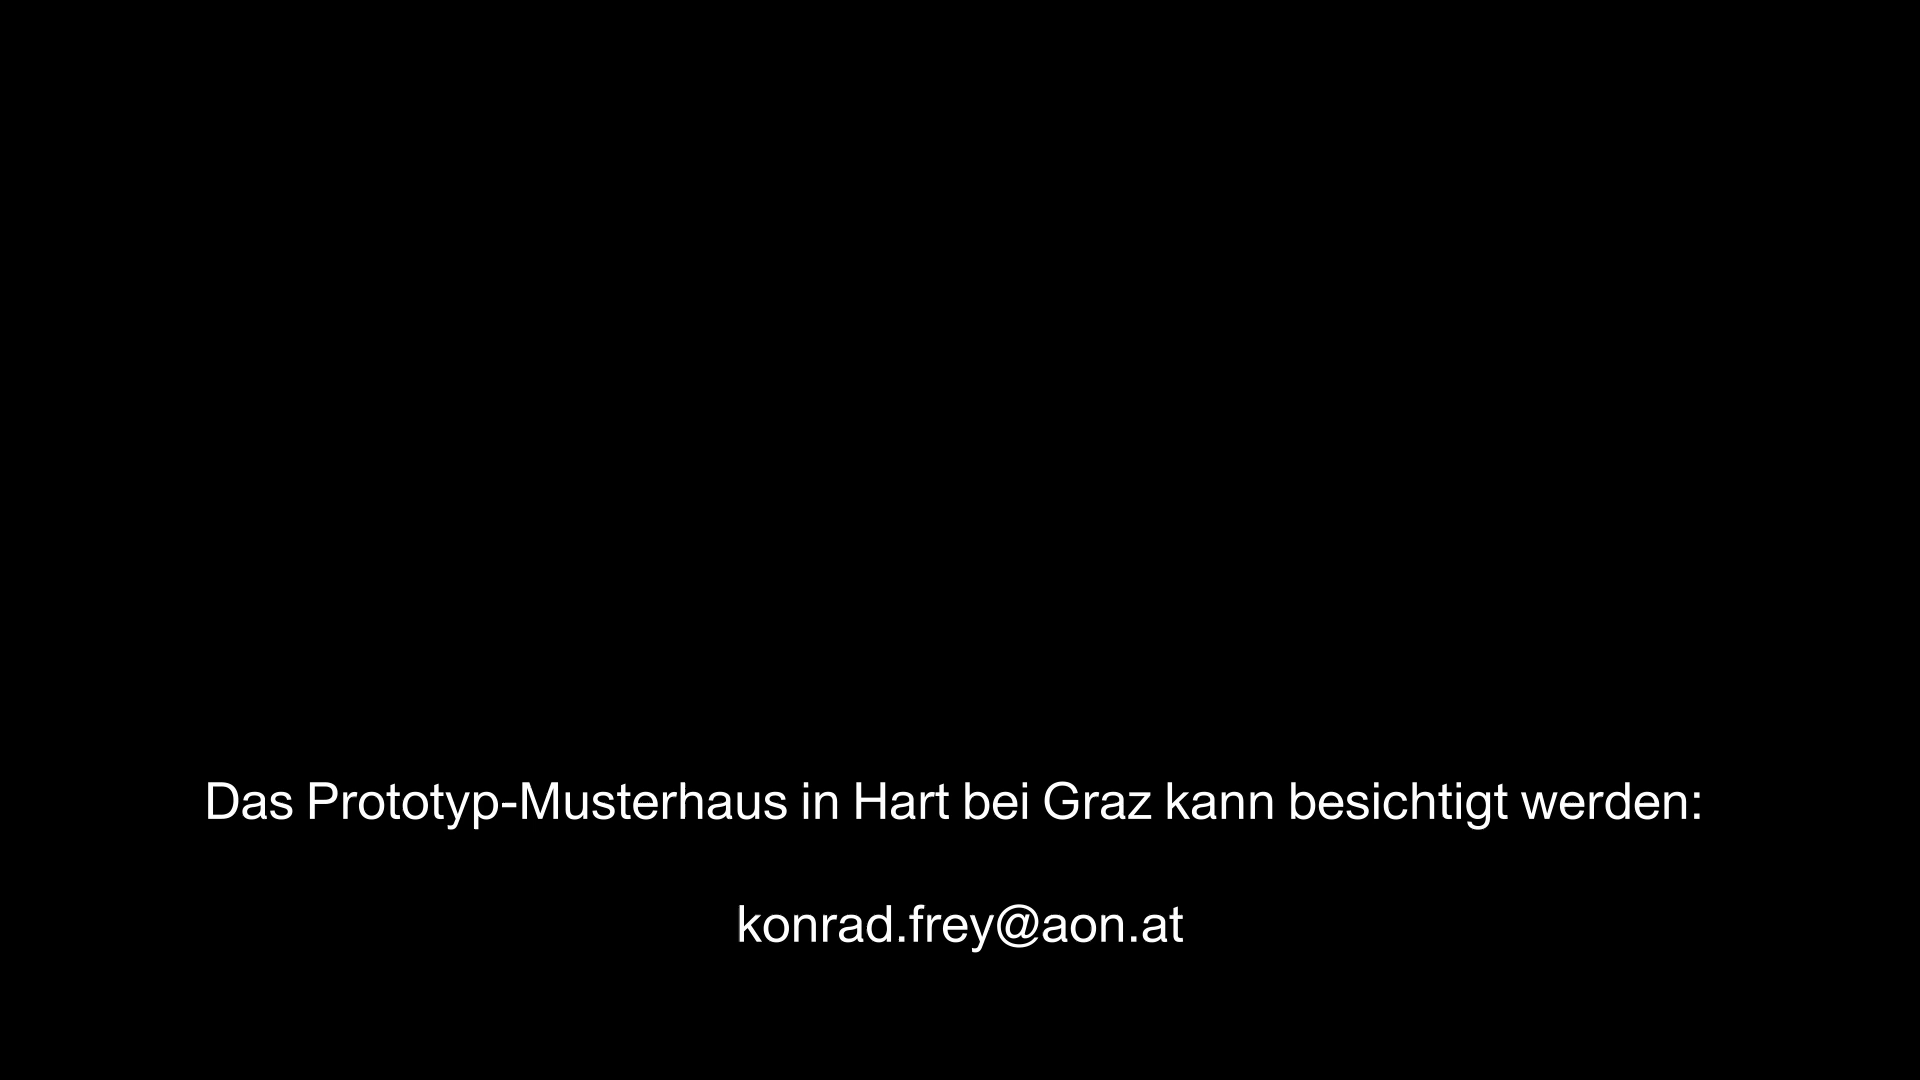 Das Prototyp-Musterhaus in Hart bei Graz kann besichtigt werden:
konrad.frey@aon.at